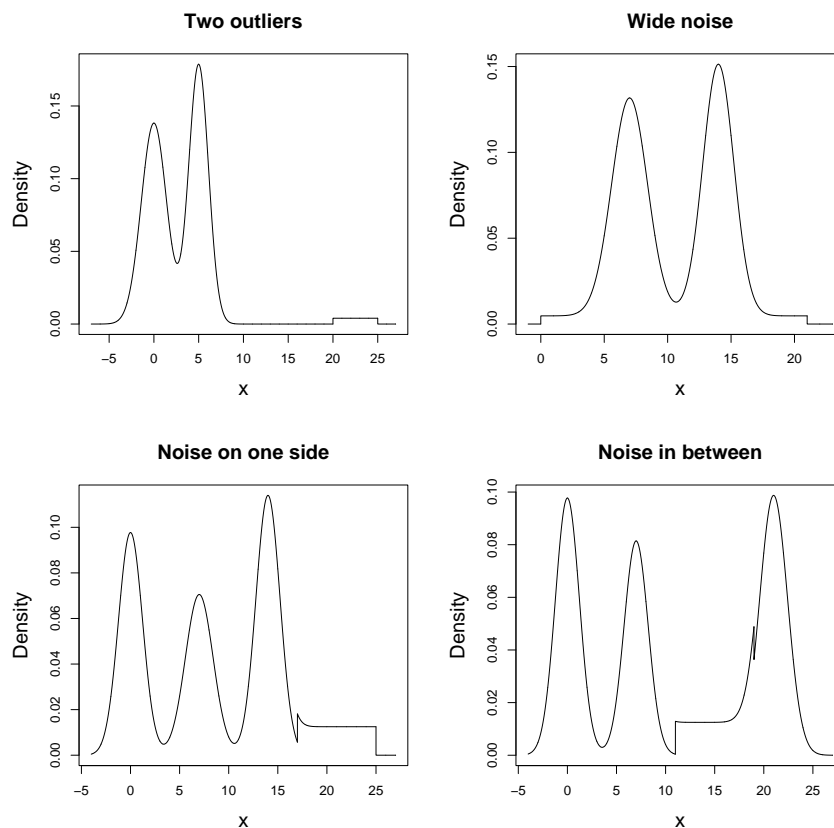 Two outliers
Density
0.00 0.05 0.10 0.15
−5 0 5 10 15 20 25
x
Wide noise
Density
0.00 0.05 0.10 0.15
0 5 10 15 20
x
Noise on one side
Density
0.00 0.02 0.04 0.06 0.08 0.10
−5 0 5 10 15 20 25
x
Noise in between
Density
0.00 0.02 0.04 0.06 0.08 0.10
−5 0 5 10 15 20 25
x